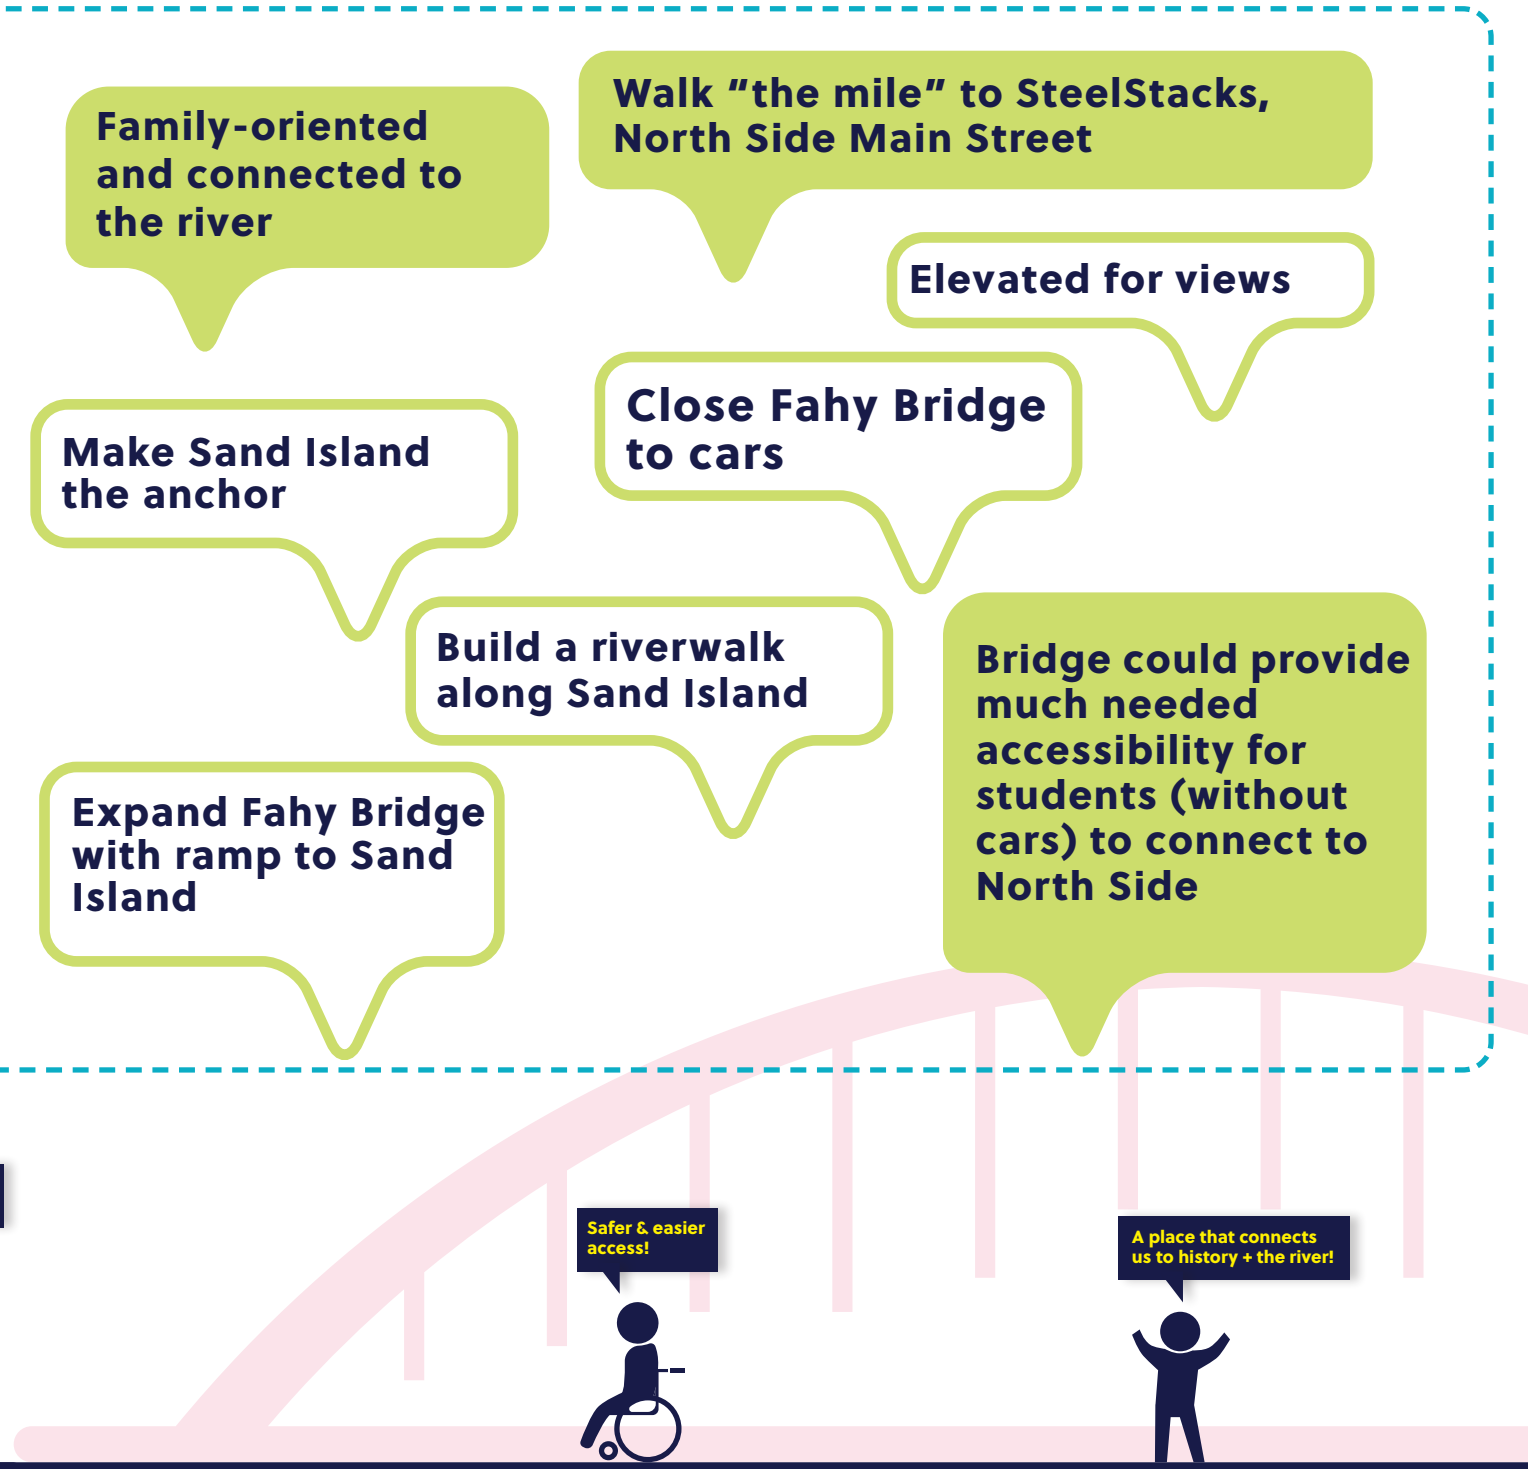 Family-oriented
and connected to
the river
Walk “the mile” to SteelStacks,
North Side Main Street
Elevated for views
Close Fahy Bridge
to cars
Make Sand Island
the anchor
Build a riverwalk
along Sand Island
Bridge could provide
much needed
accessibility for
students (without
cars) to connect to
North Side
Expand Fahy Bridge
with ramp to Sand
Island
Safer & easier
access!
A place that connects
us to history + the river!